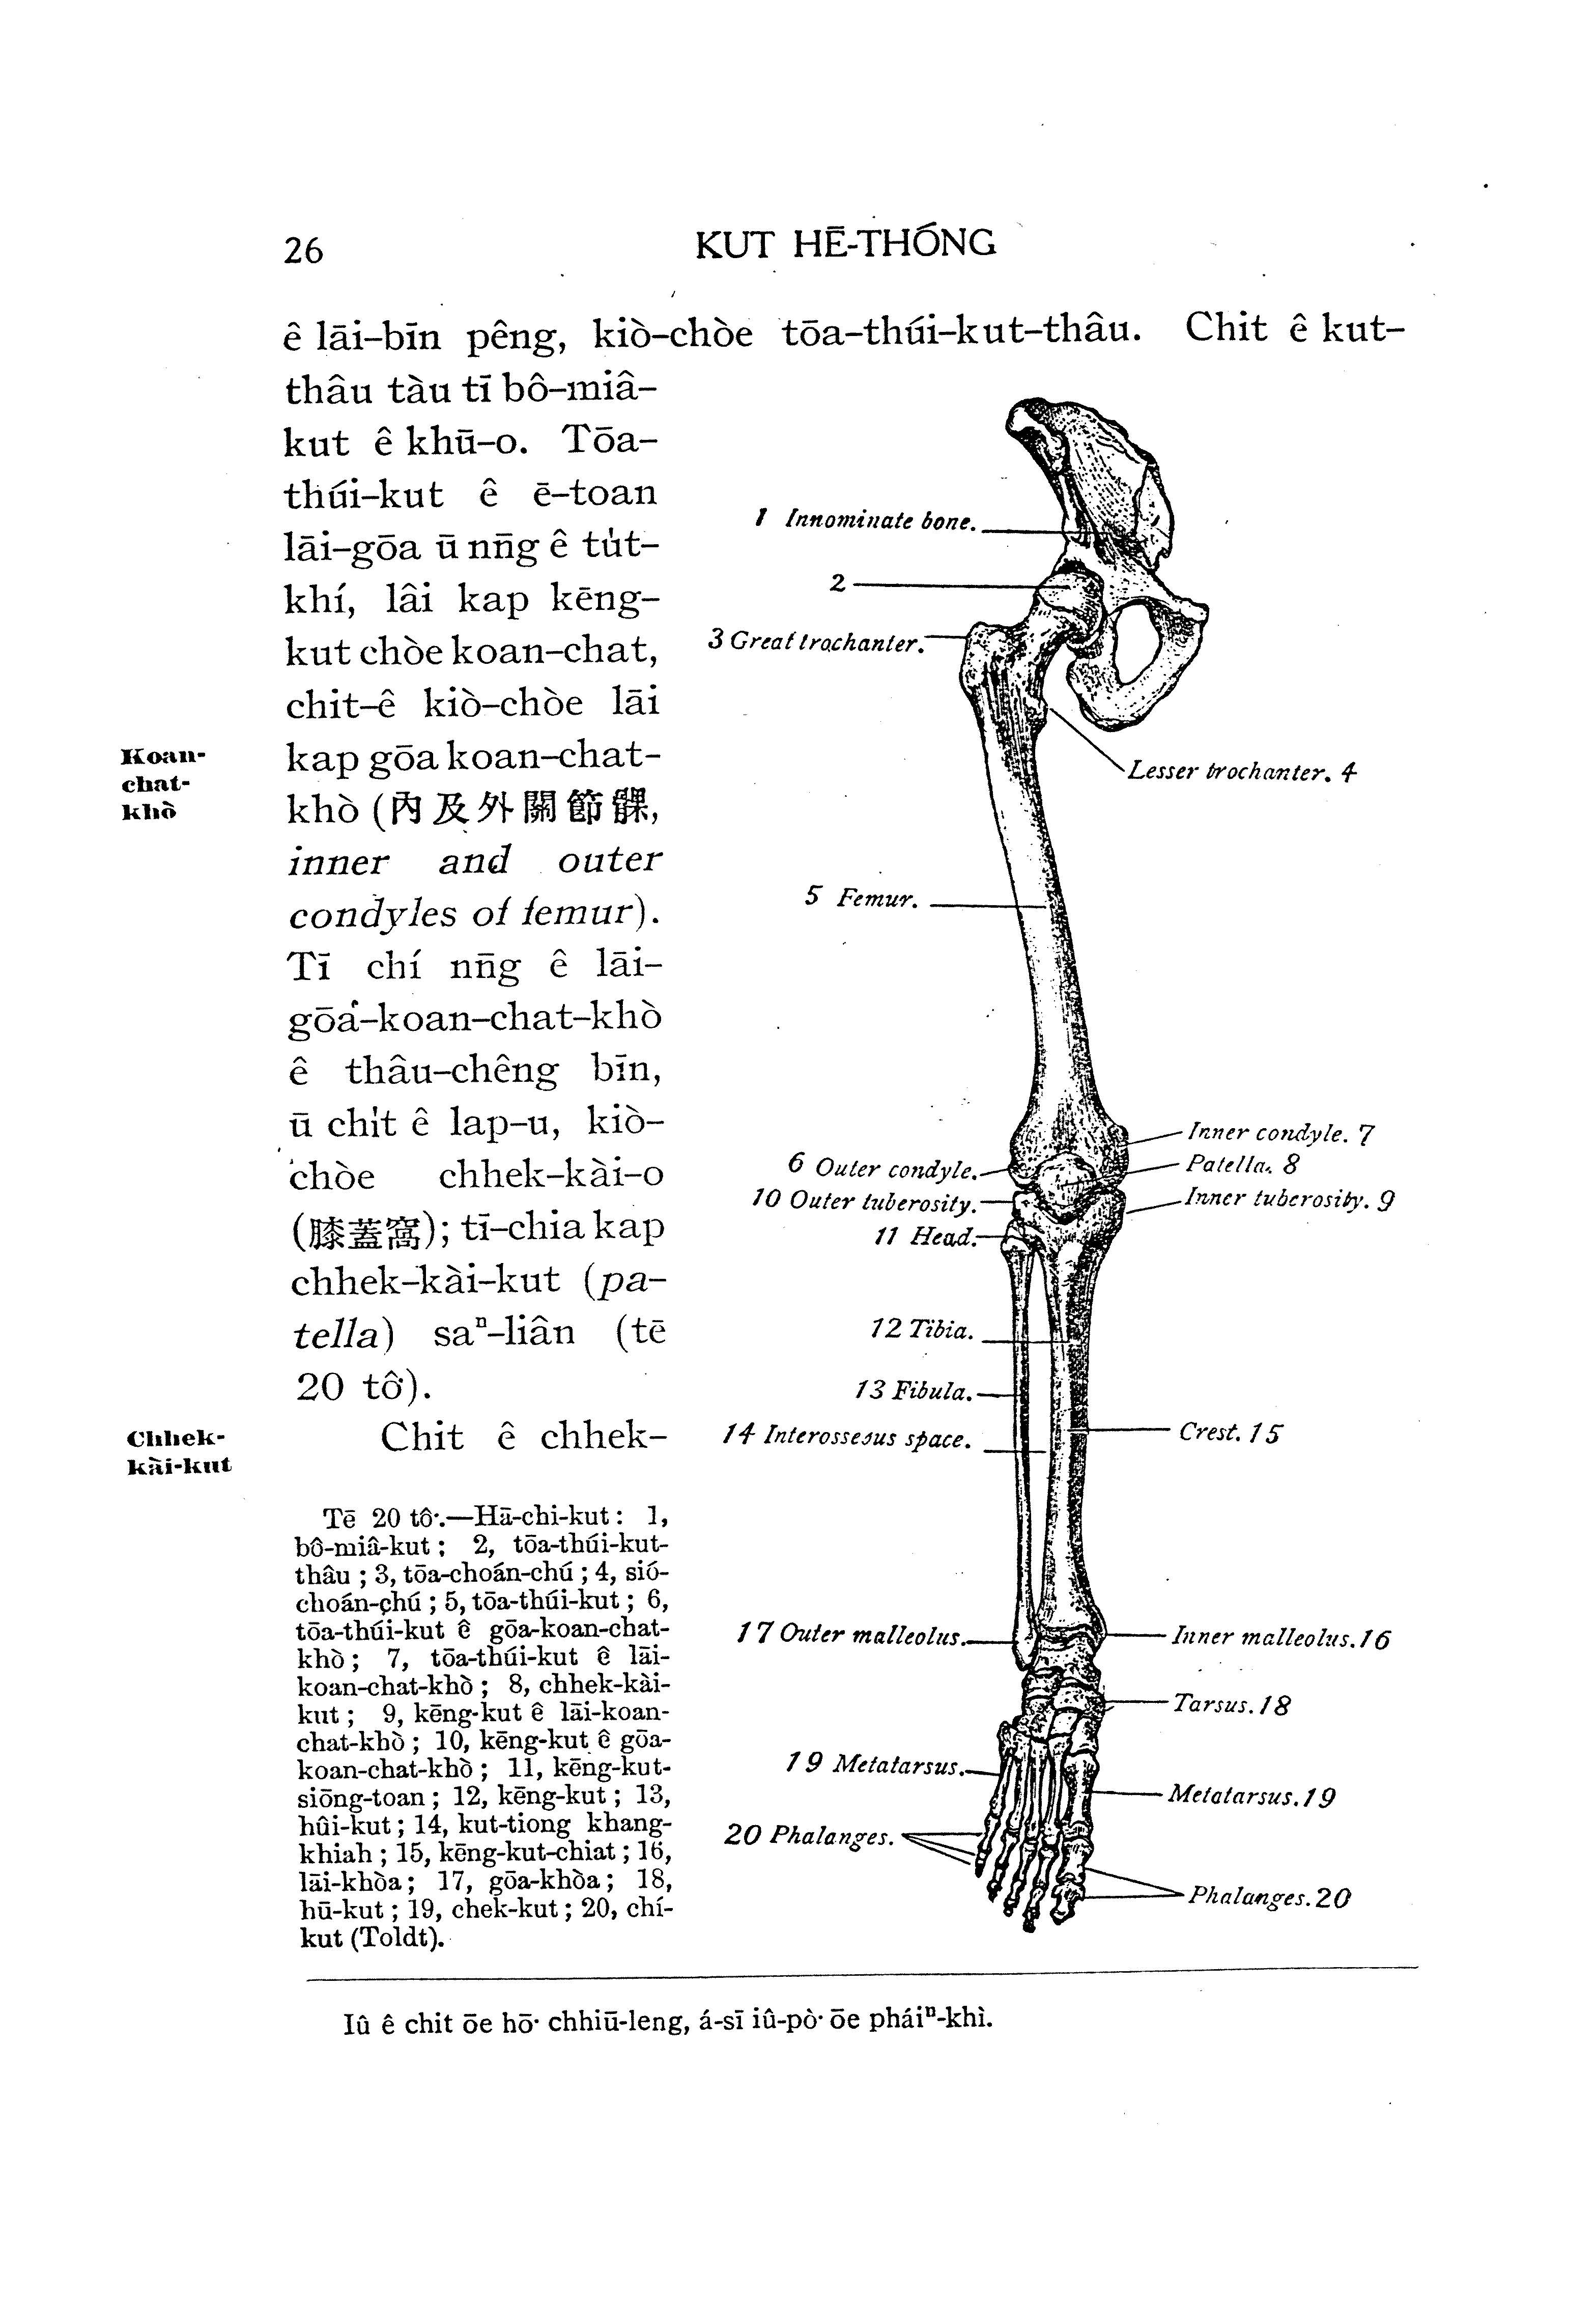 26
KUT HĒ-THÓNG
ê lāi-bīn pêng, kiò-chòe tōa-thúi-kut-thâu. Chit ê kut-
thâu tàu tī bô-miâ-
kut ê khū-o. Tōa-
thúi-kut ê ē-toan
lāi-gōa ū nn̄g ê tu̍t-
khí, lâi kap kēng-
kut chòe koan-chat,
chit-ê kiò-chòe lāi
kap gōa koan-chat-
khò (內及外關節髁,
inner and outer
condyles of femur).
Tī chí nn̄g ê lāi-
gōa-koan-chat-khò
ê thâu-chêng bīn,
ū chi̍t ê lap-u, kiò-
chòe chhek-kài-o
(膝蓋窩); tī-chia kap
chhek-kài-kut (pa-
tella) saⁿ-liân (tē
20 tô͘).
Chit ê chhek-
Koan-
chat-
khò
Chhek-
kài-kut
1 Innominate bone.
2
3 Great trochanter.
Lesser trochanter. 4
5 Femur.
Inner condyle. 7
6 Outer condyle.
Patella. 8
10 Outer tuberosity.
Inner tuberosity. 9
11 Head.
12 Tibia.
13 Fibula.
14 Interosseous space.
Crest. 15
17 Outer malleolus.
Inner malleolus. 16
Tarsus. 18
19 Metatarsus.
Metatarsus. 19
20 Phalanges.
Phalanges. 20
Tē 20 tô͘.—Hā-chi-kut: 1,
bô-miâ-kut; 2, tōa-thúi-kut-
thâu; 3, tōa-choán-chú; 4, sió-
choán-chú; 5, tōa-thúi-kut; 6,
tōa-thúi-kut ê gōa-koan-chat-
khò; 7, tōa-thúi-kut ê lāi-
koan-chat-khò; 8, chhek-kài-
kut; 9, kēng-kut ê lāi-koan-
chat-khò; 10, kēng-kut ê gōa-
koan-chat-khò; 11, kēng-kut-
siōng-toan; 12, kēng-kut; 13,
hûi-kut; 14, kut-tiong khang-
khiah; 15, kēng-kut-chiat; 16,
lāi-khòa; 17, gōa-khòa; 18,
hū-kut; 19, chek-kut; 20, chí-
kut (Toldt).
Iû ê chit ōe hō͘ chhiū-leng, á-sī iû-pò͘ ōe pháiⁿ-khì.